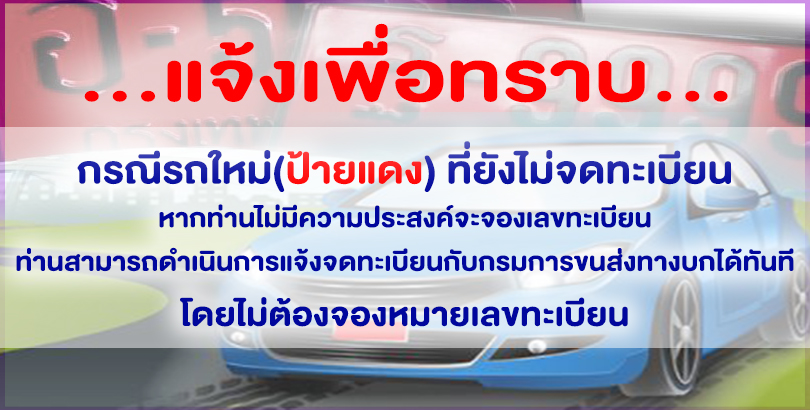 ...แจ้งเพื่อทราบ...
กรณีรถใหม่(ป้ายแดง) ที่ยังไม่จดทะเบียน
หากท่านไม่มีความประสงค์จะจองเลขทะเบียน
ท่านสามารถดำเนินการแจ้งจดทะเบียนกับกรมการขนส่งทางบกได้ทันที
โดยไม่ต้องจองหมายเลขทะเบียน